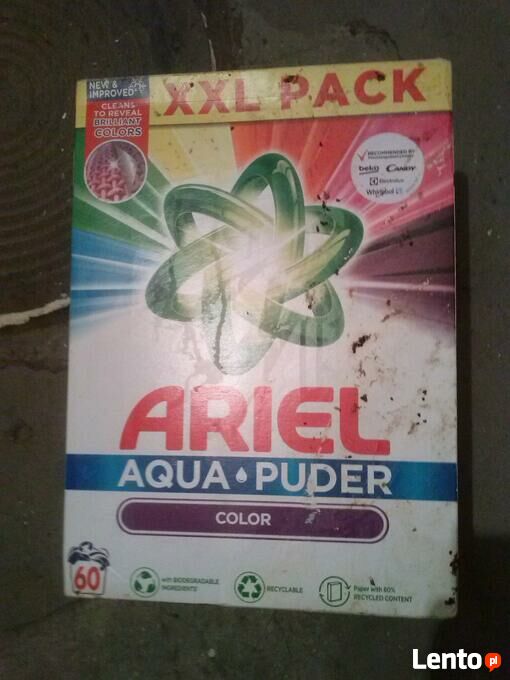 NEW &
IMPROVED*
CLEANS
TO REVEAL
BRILLIANT
COLORS
XXL PACK
RECOMMENDED BY
beko CANDY
Electrolux
Whirlpool
ARIEL
AQUA PUDER
COLOR
60
with BIODEGRADABLE
INGREDIENTS
RECYCLABLE
Paper with 80%
RECYCLED CONTENT
Lento.pl